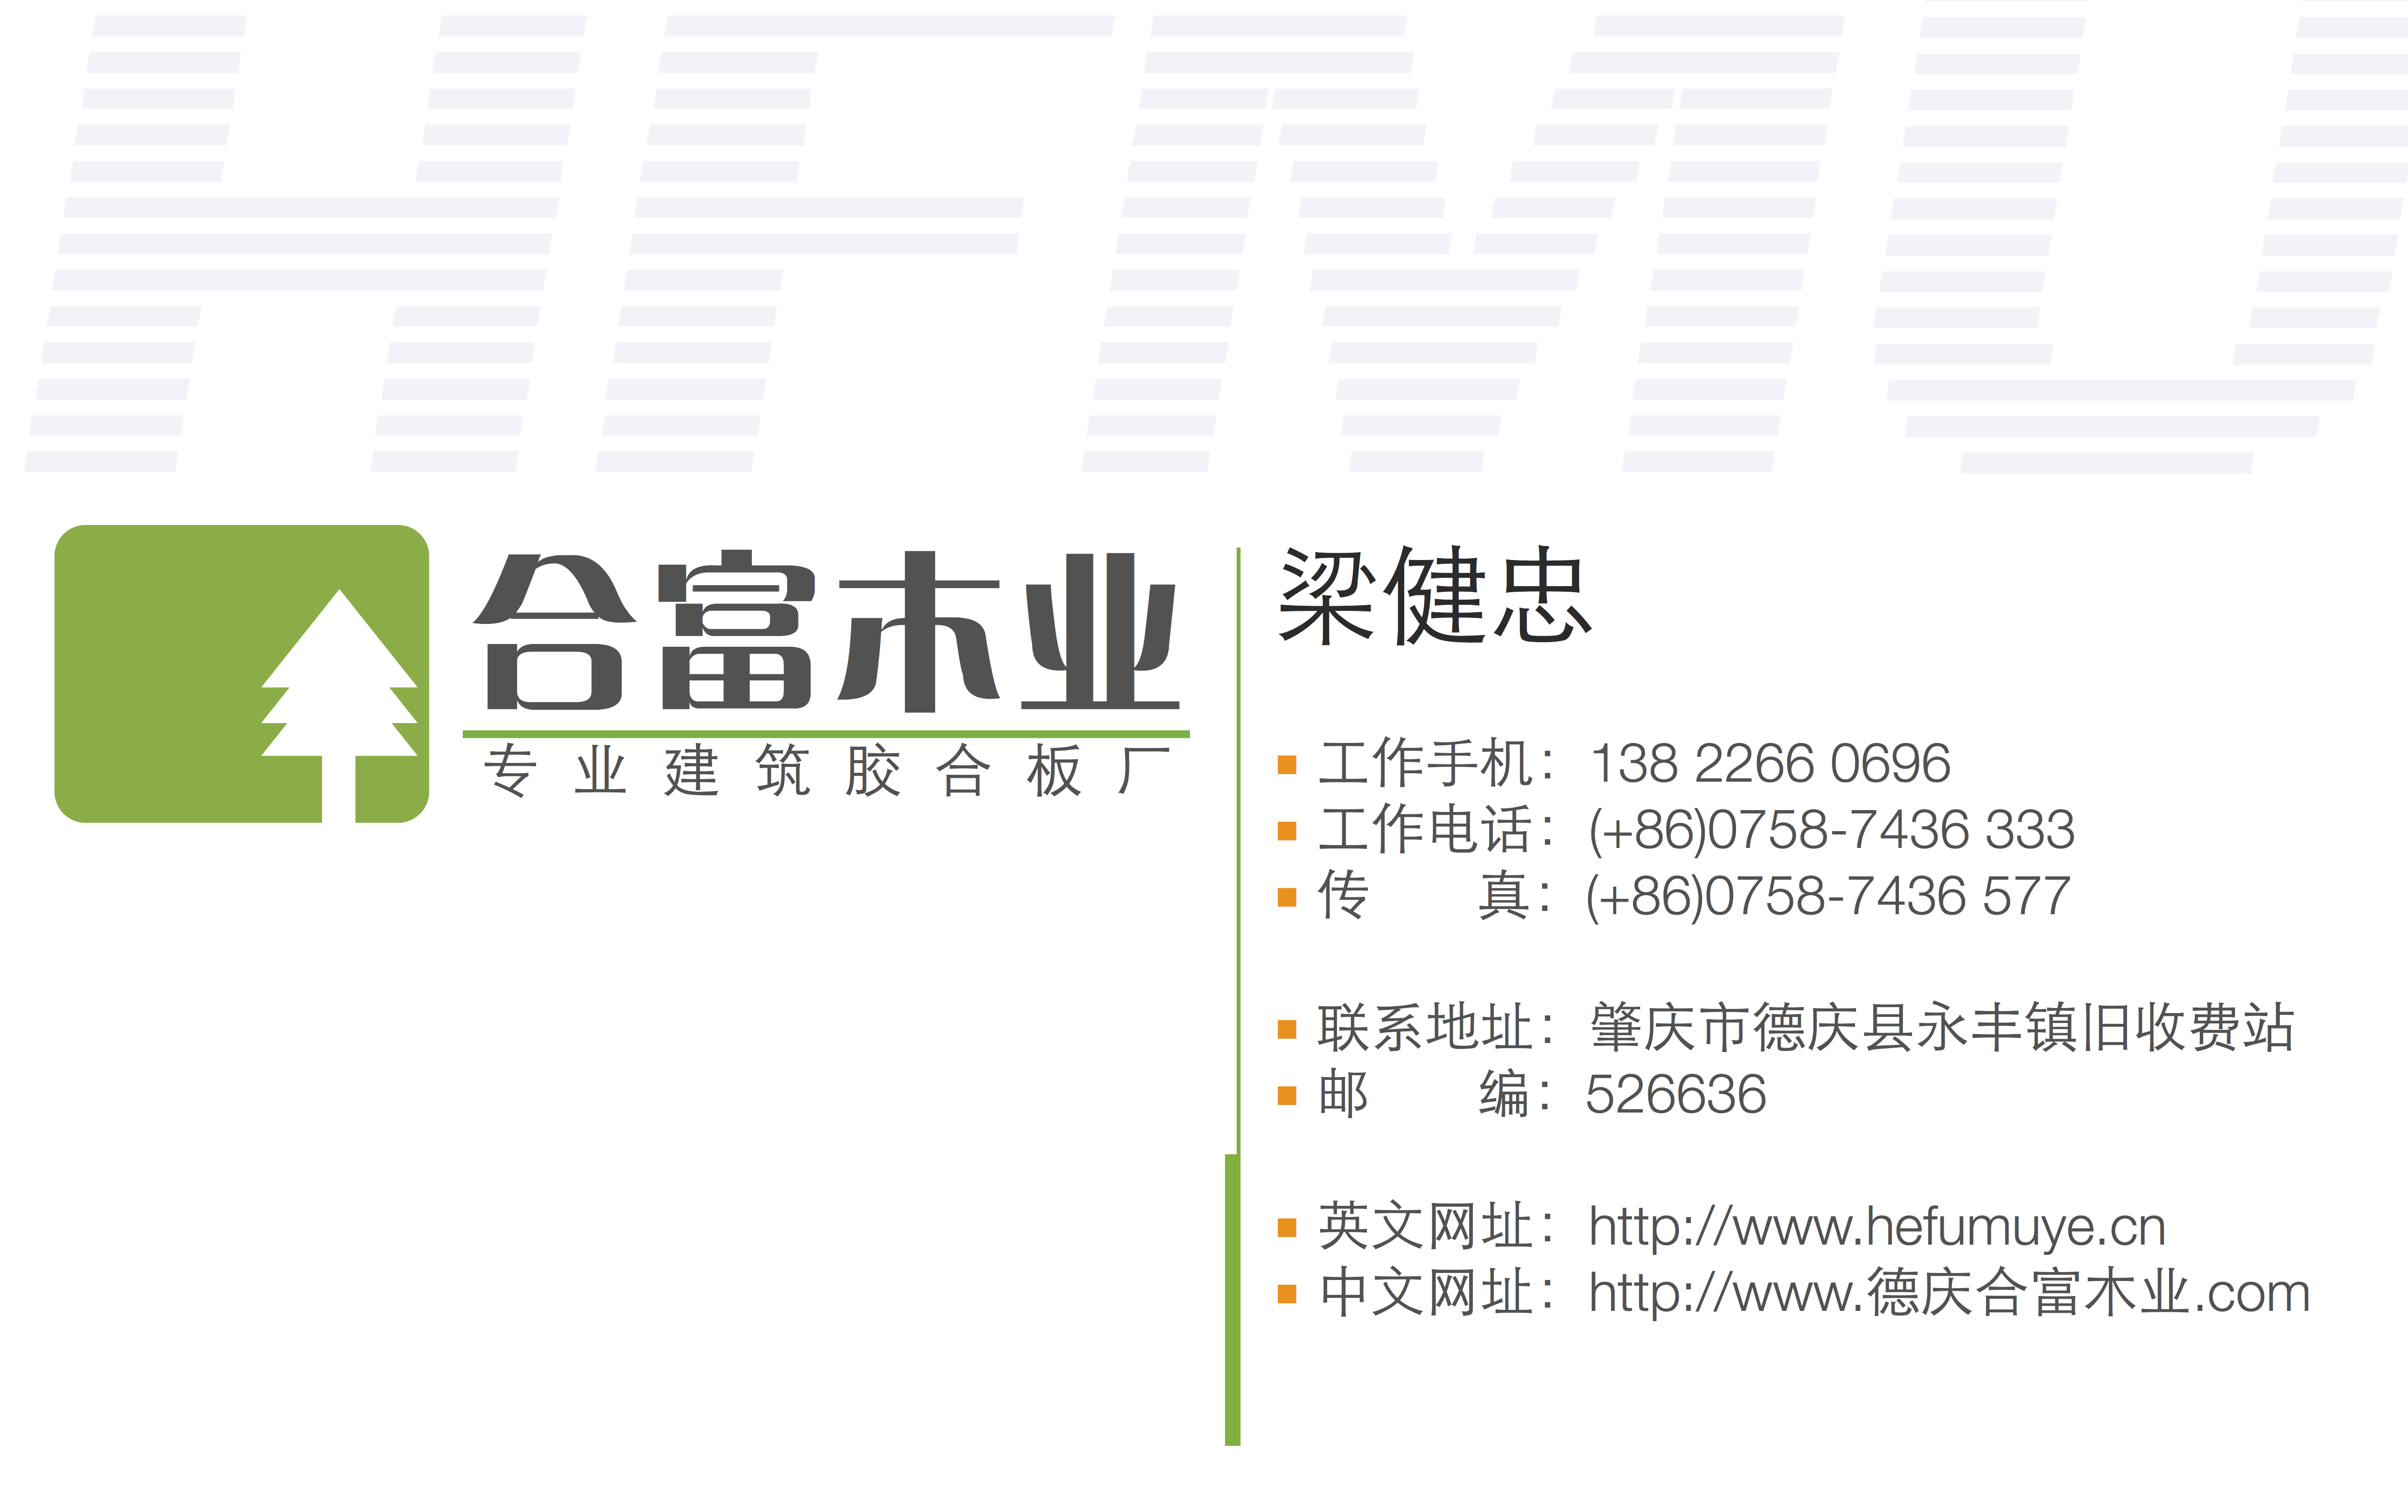 HFMU
合富木业
专业建筑胶合板厂
梁健忠
工作手机：138 2266 0696
工作电话：(+86)0758-7436 333
传　　真：(+86)0758-7436 577
联系地址：肇庆市德庆县永丰镇旧收费站
邮　　编：526636
英文网址：http://www.hefumuye.cn
中文网址：http://www.德庆合富木业.com